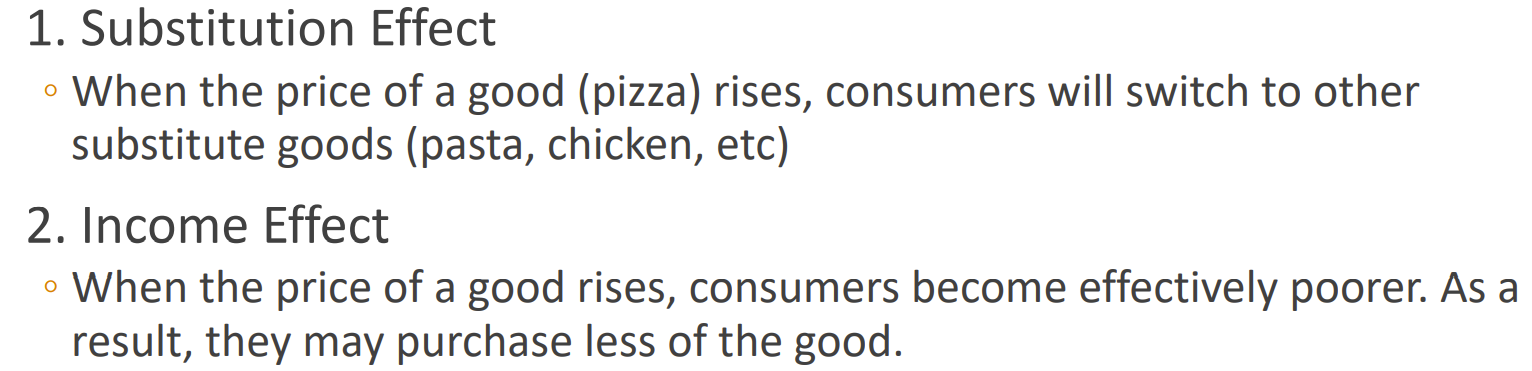 1. Substitution Effect
◦ When the price of a good (pizza) rises, consumers will switch to other
substitute goods (pasta, chicken, etc)
2. Income Effect
◦ When the price of a good rises, consumers become effectively poorer. As a
result, they may purchase less of the good.